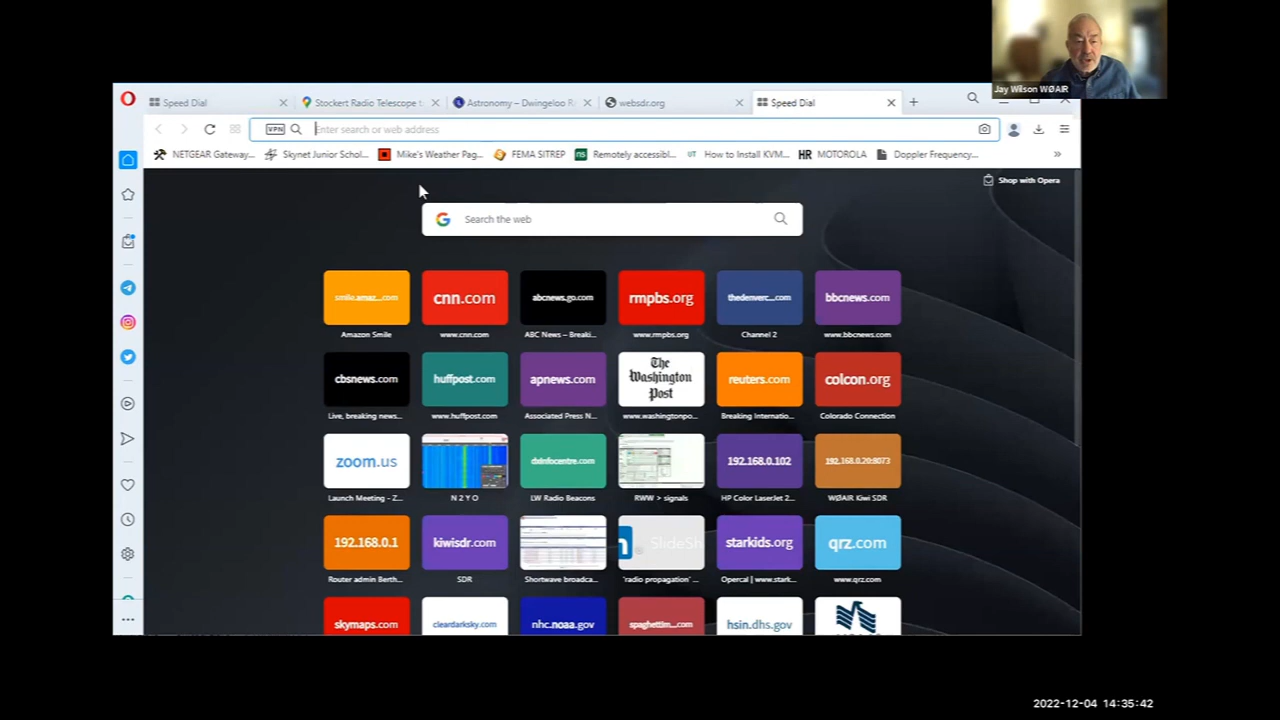 Jay Wilson WØAIR
Speed Dial
Stockert Radio Telescope t
Astronomy – Dwingeloo R
websdr.org
Speed Dial
VPN
Enter search or web address
NETGEAR Gateway...
Skynet Junior Schol...
Mike's Weather Pag...
FEMA SITREP
ns
Remotely accessibl...
UT
How to Install KVM...
HR
MOTOROLA
Doppler Frequency...
»
Shop with Opera
Search the web
smile.amaz...com
cnn.com
abcnews.go.com
rmpbs.org
thedenverc...com
bbcnews.com
Amazon Smile
www.cnn.com
ABC News – Breaki...
www.rmpbs.org
Channel 2
www.bbcnews.com
cbsnews.com
huffpost.com
apnews.com
The
Washington
Post
reuters.com
colcon.org
Live, breaking news...
www.huffpost.com
Associated Press N...
www.washingtonpo...
Breaking Internatio...
Colorado Connection
zoom.us
dxinfocentre.com
192.168.0.102
192.168.0.20:8073
Launch Meeting - Z...
N 2 Y O
LW Radio Beacons
RWW > signals
HP Color LaserJet 2...
WØAIR Kiwi SDR
192.168.0.1
kiwisdr.com
n
SlideSh
starkids.org
qrz.com
Router admin Berth...
SDR
Shortwave broadca...
'radio propagation' ...
Opercal | www.stark...
www.qrz.com
skymaps.com
cleardarksky.com
nhc.noaa.gov
spaghettim...com
hsin.dhs.gov
2022-12-04 14:35:42